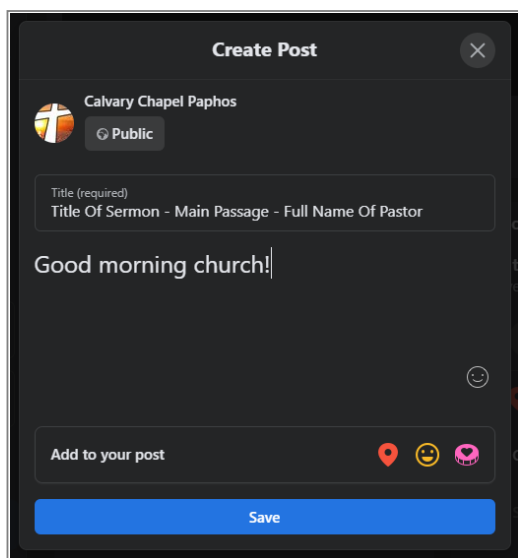 Create Post
Calvary Chapel Paphos
Public
Title (required)
Title Of Sermon - Main Passage - Full Name Of Pastor
Good morning church!
Add to your post
Save